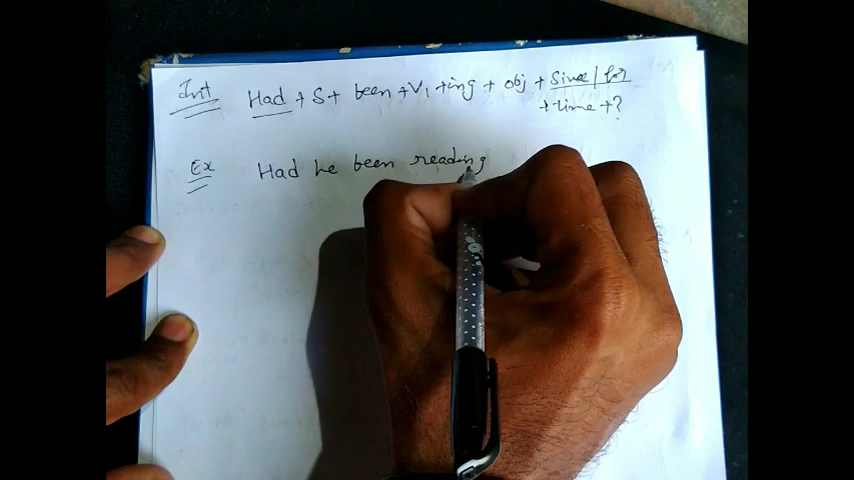 Int Had + S + been + V1 + ing + obj + Since / for
+ time + ?
Ex Had he been reading